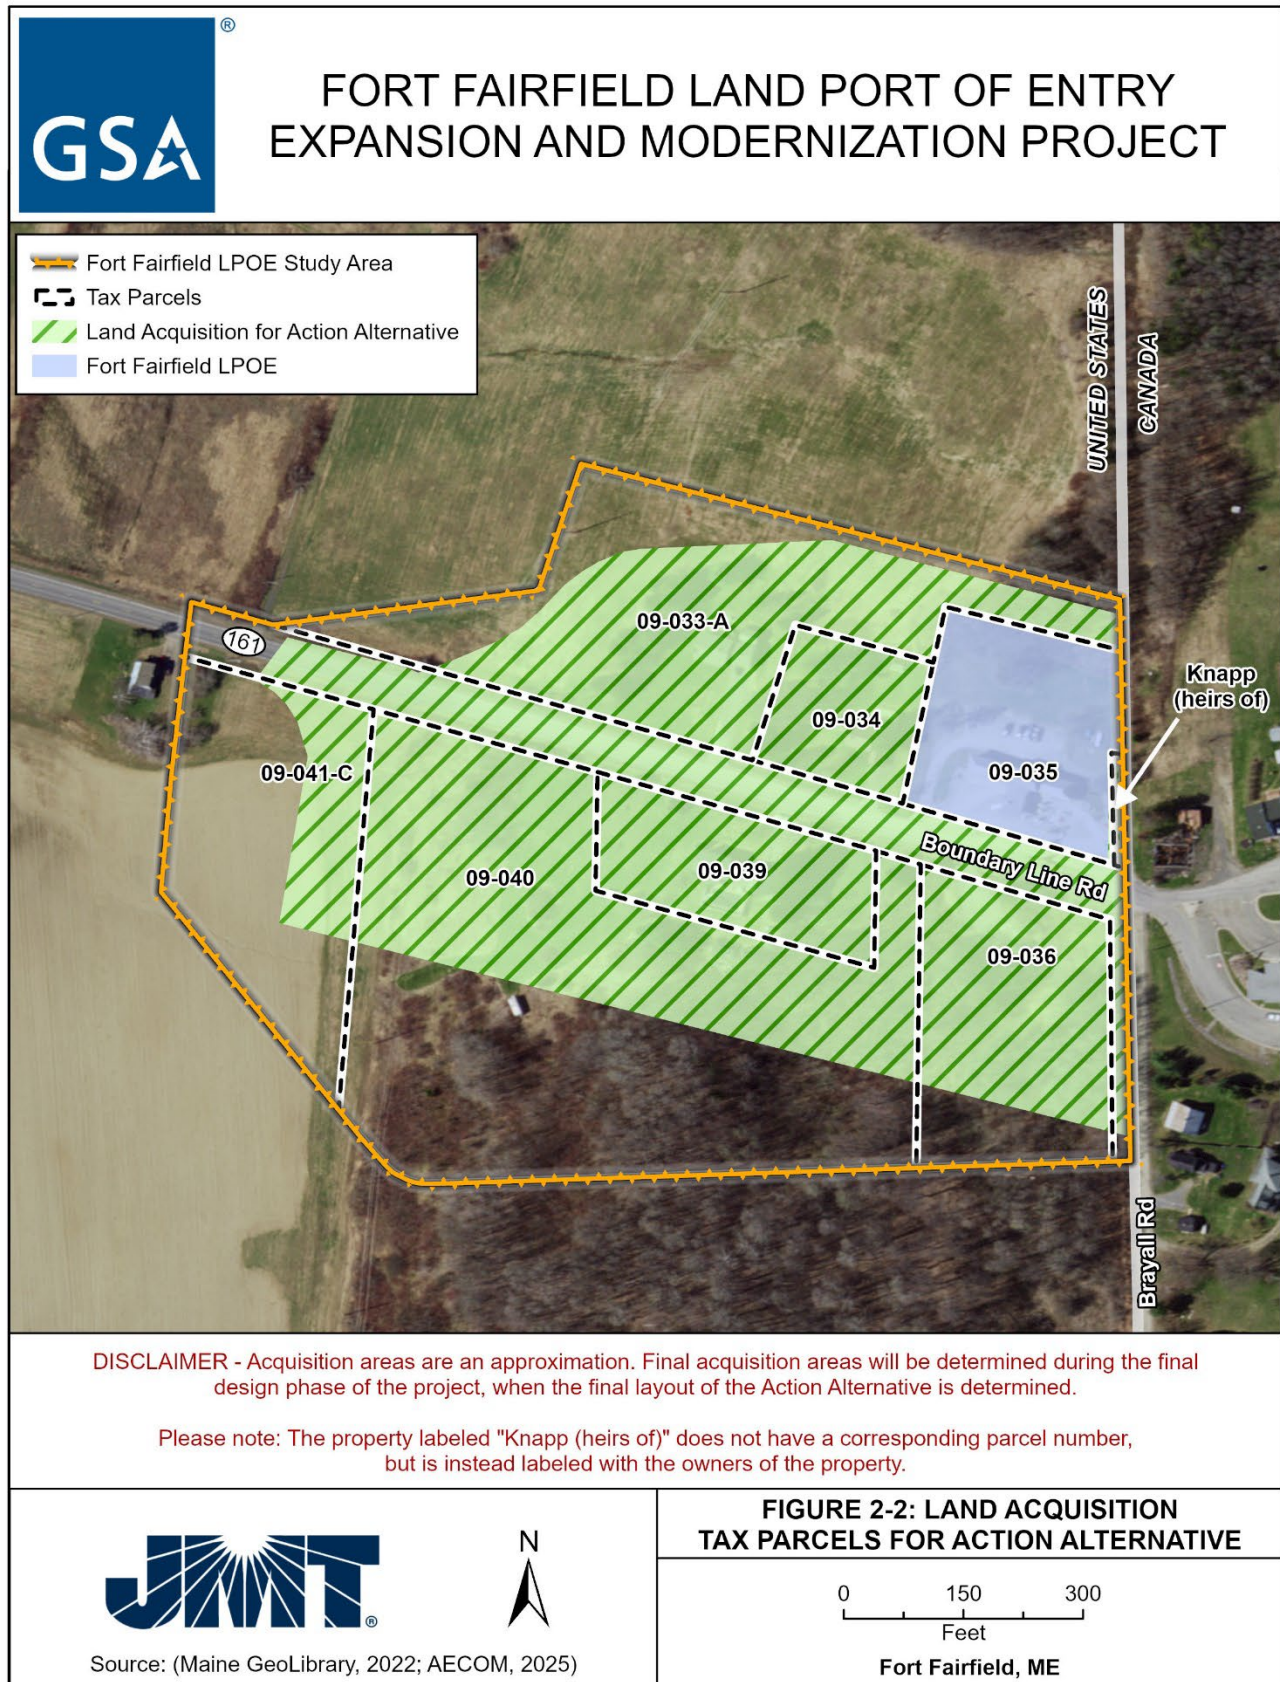 GSA
®
FORT FAIRFIELD LAND PORT OF ENTRY
EXPANSION AND MODERNIZATION PROJECT
Fort Fairfield LPOE Study Area
Tax Parcels
Land Acquisition for Action Alternative
Fort Fairfield LPOE
UNITED STATES
CANADA
161
09-033-A
09-034
09-035
Knapp
(heirs of)
09-041-C
09-040
09-039
Boundary Line Rd
09-036
Brayall Rd
DISCLAIMER - Acquisition areas are an approximation. Final acquisition areas will be determined during the final
design phase of the project, when the final layout of the Action Alternative is determined.
Please note: The property labeled "Knapp (heirs of)" does not have a corresponding parcel number,
but is instead labeled with the owners of the property.
JMT
®
N
Source: (Maine GeoLibrary, 2022; AECOM, 2025)
FIGURE 2-2: LAND ACQUISITION
TAX PARCELS FOR ACTION ALTERNATIVE
0 150 300
Feet
Fort Fairfield, ME